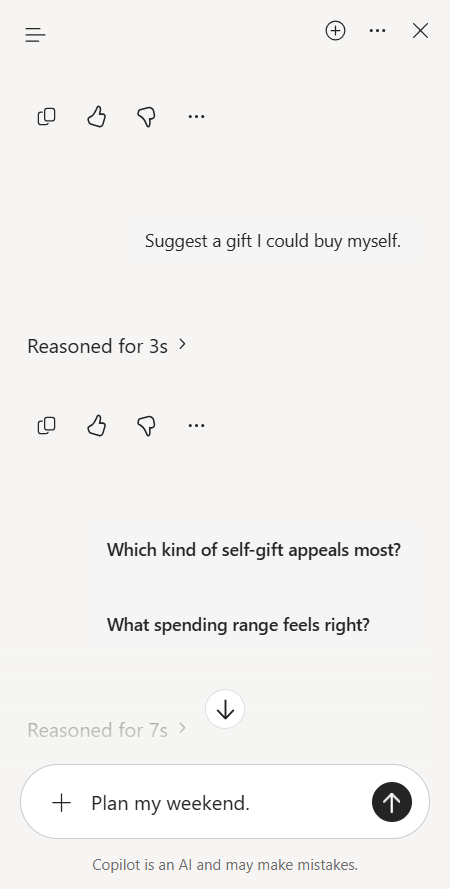 Suggest a gift I could buy myself.
Reasoned for 3s
Which kind of self-gift appeals most?
What spending range feels right?
Reasoned for 7s
Plan my weekend.
Copilot is an AI and may make mistakes.